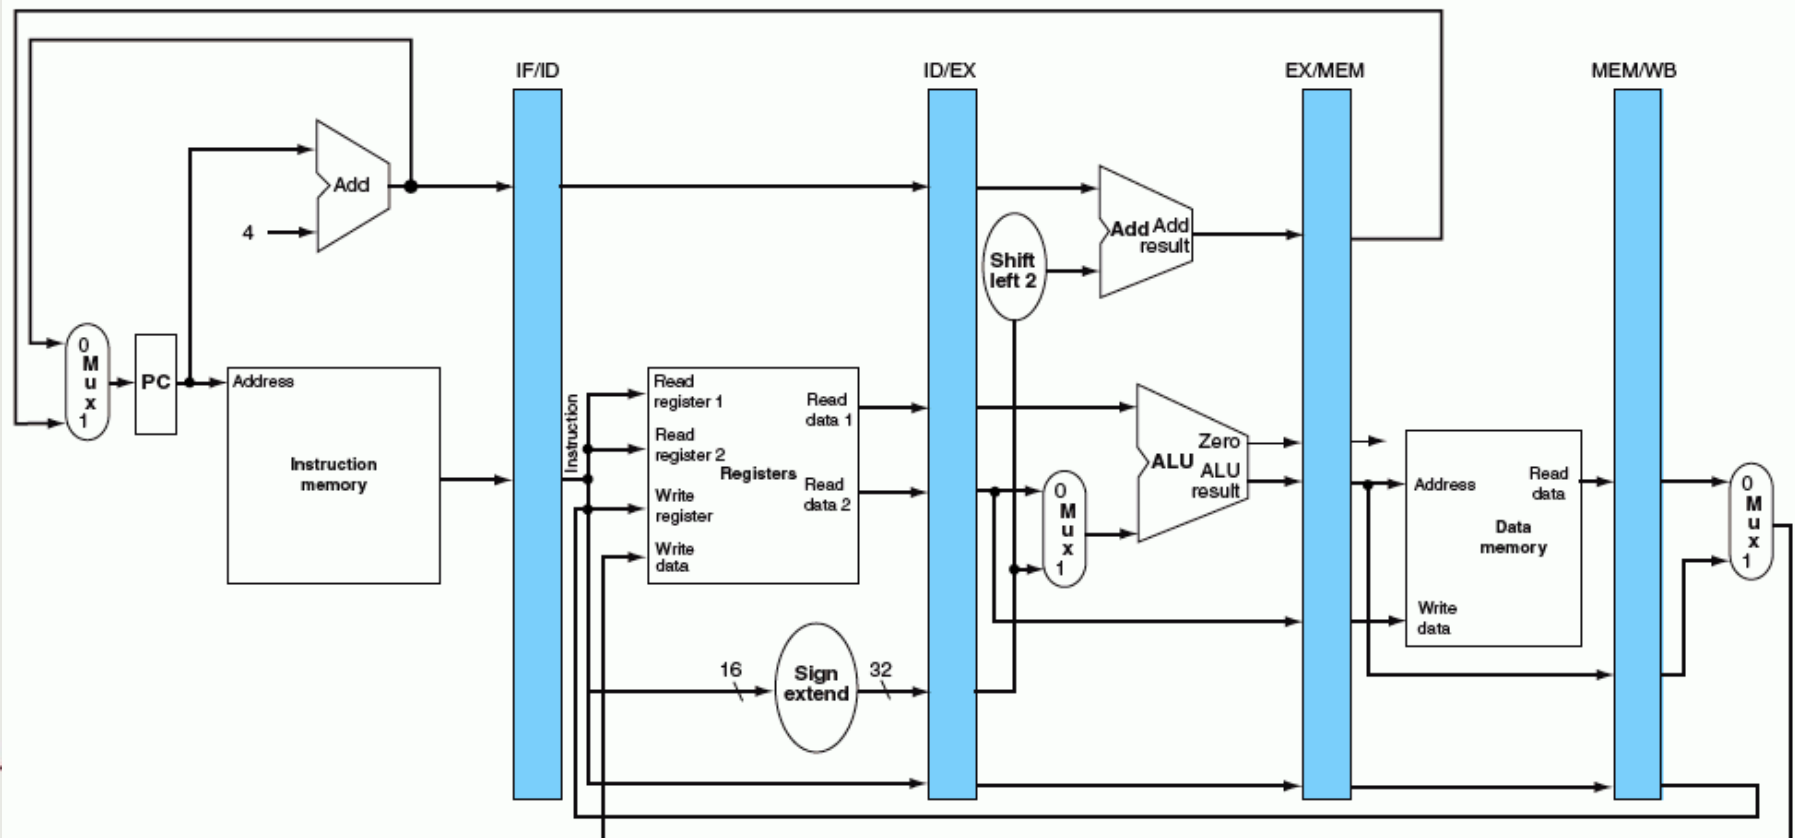 IF/ID
ID/EX
EX/MEM
MEM/WB
Add
4
Add Add
result
Shift
left 2
0
M
u
x
1
PC
Address
Instruction
memory
Instruction
Read
register 1
Read
register 2
Write
register
Write
data
Registers
Read
data 1
Read
data 2
0
M
u
x
1
Zero
ALU
ALU
result
Address
Read
data
Data
memory
Write
data
0
M
u
x
1
16
Sign
extend
32